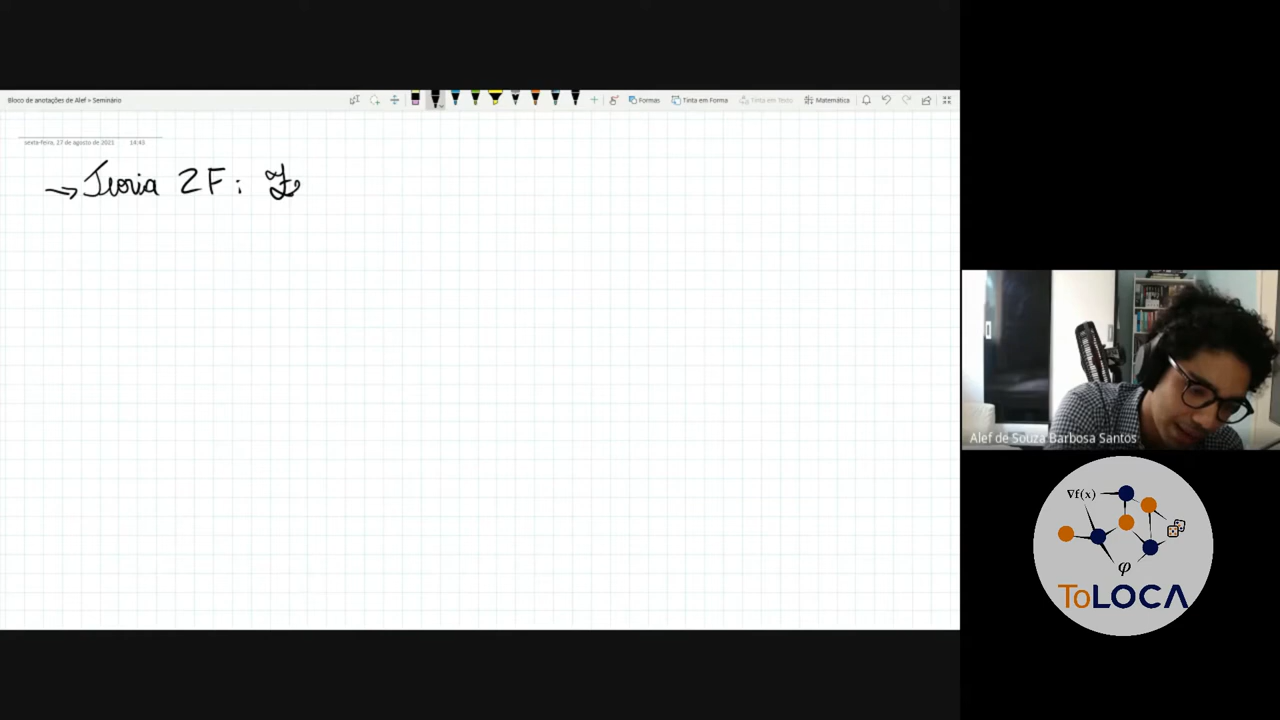 Bloco de anotações de Alef » Seminário
Formas
Tinta em Forma
Tinta em Texto
Matemática
sexta-feira, 27 de agosto de 2021 14:43
→ Teoria ZF:
Alef de Souza Barbosa Santos
∇f(x)
φ
ToLOCA